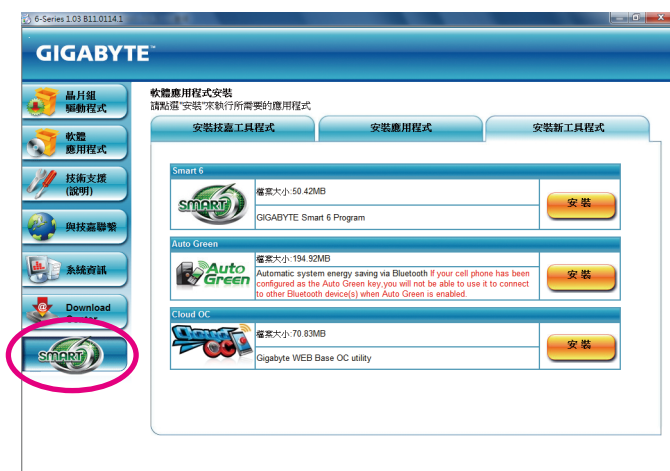 6-Series 1.03 B11.0114.1
GIGABYTE™
晶片組
驅動程式
軟體
應用程式
技術支援
(說明)
與技嘉聯繫
系統資訊
Download
SMART 6
軟體應用程式安裝
請點選"安裝"來執行所需要的應用程式
安裝技嘉工具程式
安裝應用程式
安裝新工具程式
Smart 6
SMART 6
檔案大小:50.42MB
GIGABYTE Smart 6 Program
安裝
Auto Green
Auto
Green
檔案大小:194.92MB
Automatic system energy saving via Bluetooth If your cell phone has been
configured as the Auto Green key,you will not be able to use it to connect
to other Bluetooth device(s) when Auto Green is enabled.
安裝
Cloud OC
Cloud
OC
檔案大小:70.83MB
Gigabyte WEB Base OC utility
安裝